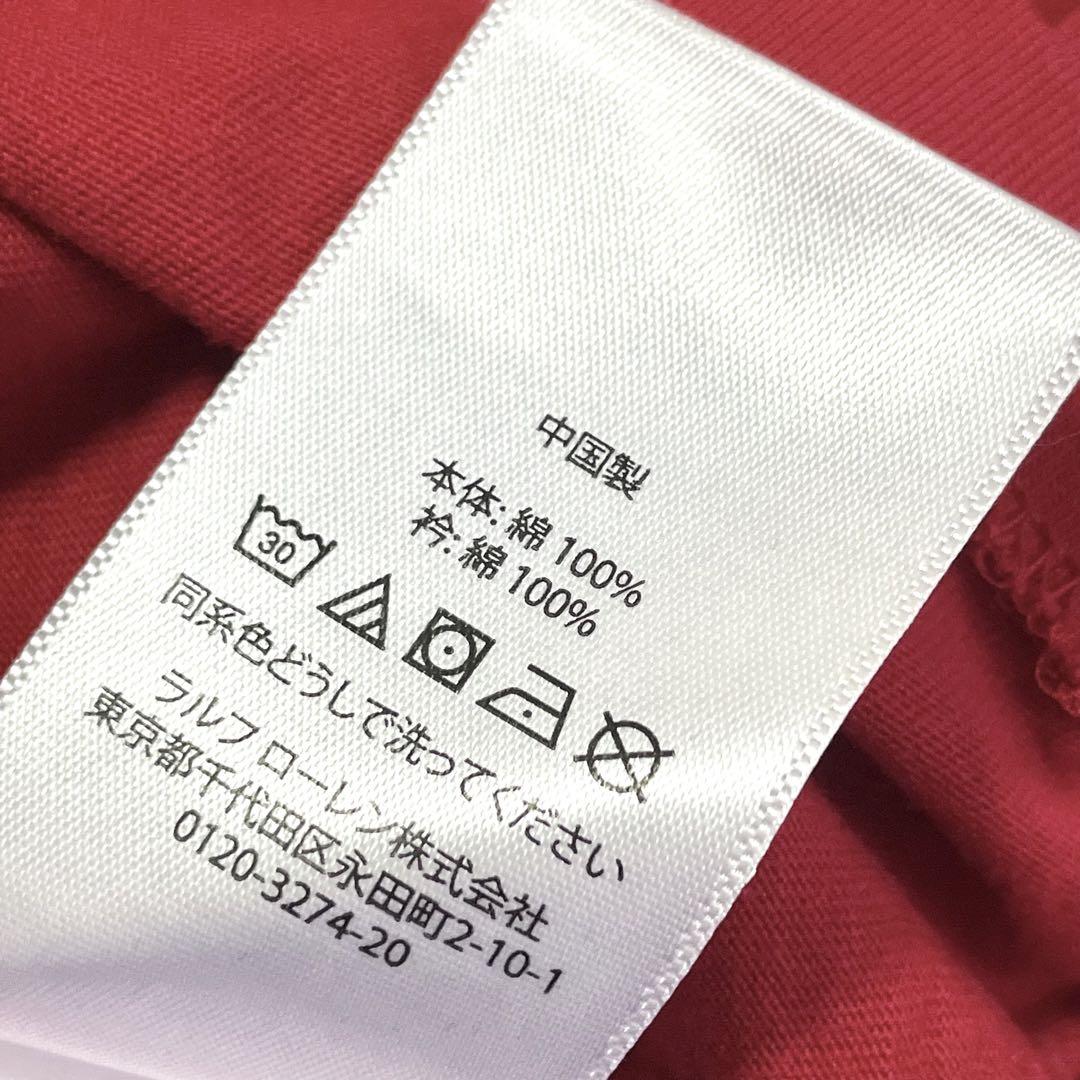 中国製
本体: 綿 100%
衿: 綿 100%
30
同系色どうしで洗ってください
ラルフ ローレン株式会社
東京都千代田区永田町2-10-1
0120-3274-20